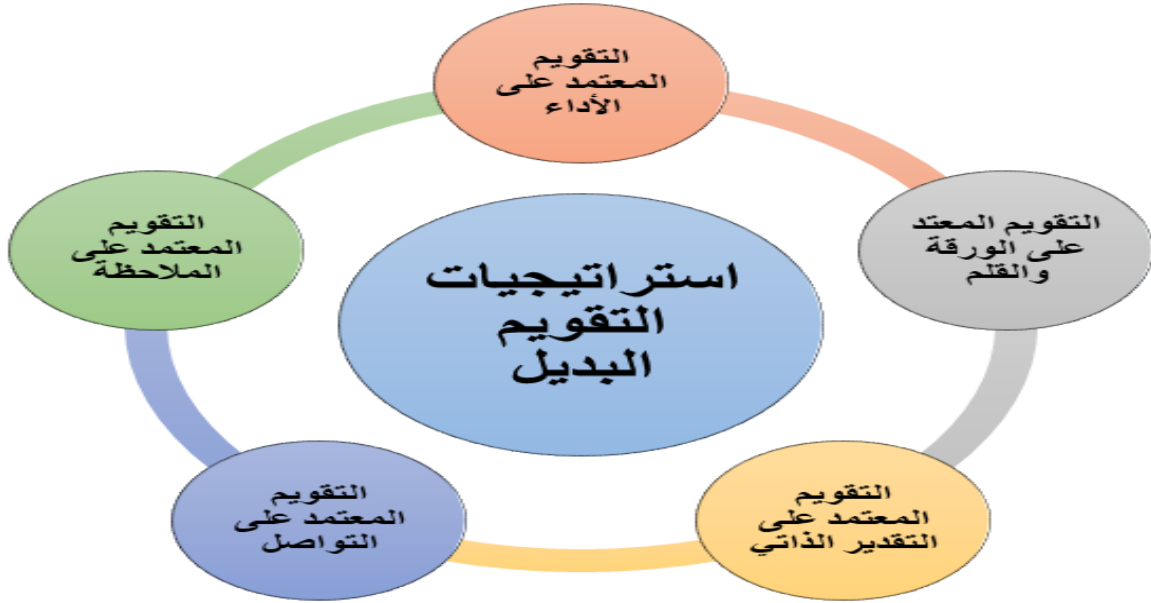 التقويم
المعتمد على
الأداء
التقويم المعتد
على الورقة
والقلم
التقويم
المعتمد على
التقدير الذاتي
التقويم
المعتمد على
التواصل
التقويم
المعتمد على
الملاحظة
استراتيجيات
التقويم
البديل